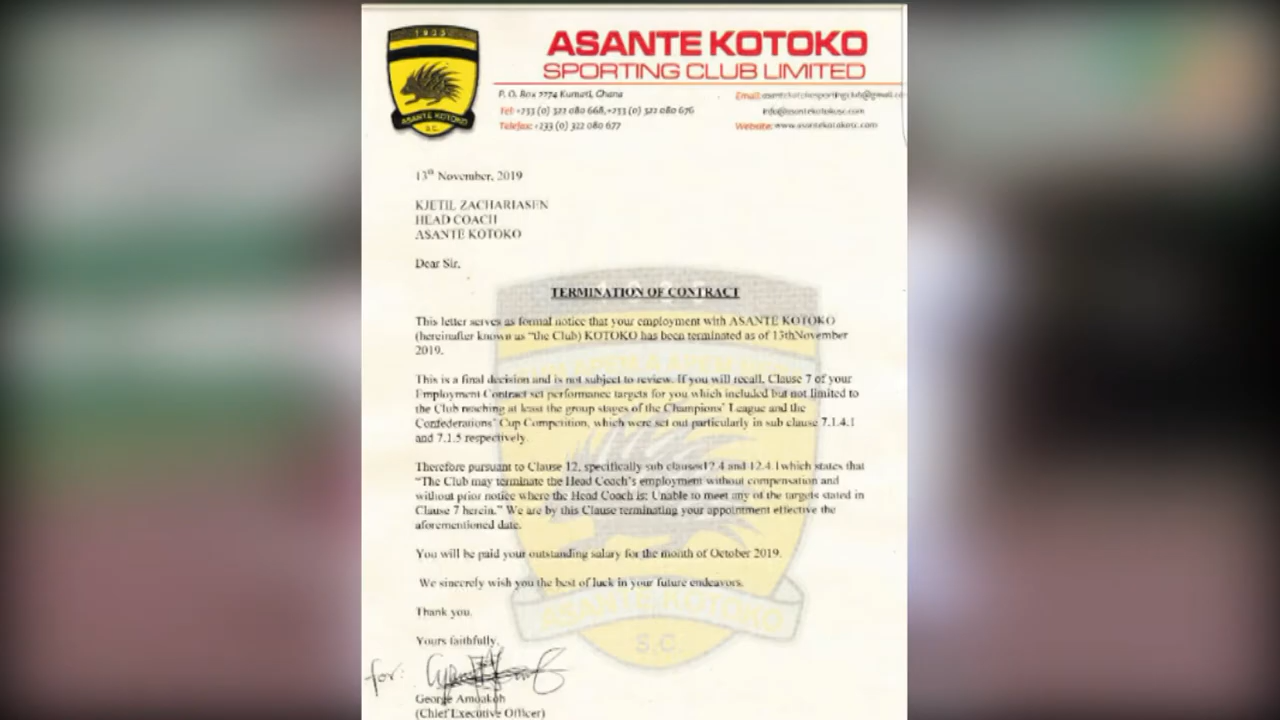 1935
ASANTE KOTOKO
S.C.
ASANTE KOTOKO
SPORTING CLUB LIMITED
P. O. Box 2774 Kumasi, Ghana
Tel: +233 (0) 322 080 668,+233 (0) 322 080 676
Telefax: +233 (0) 322 080 677
Email: asantekotokosportingclub@gmail.co
info@asantekotokosc.com
Website: www.asantekotokosc.com
13th November, 2019
KJETIL ZACHARIASEN
HEAD COACH
ASANTE KOTOKO
Dear Sir,
TERMINATION OF CONTRACT
This letter serves as formal notice that your employment with ASANTE KOTOKO
(hereinafter known as "the Club) KOTOKO has been terminated as of 13thNovember
2019.
This is a final decision and is not subject to review. If you will recall, Clause 7 of your
Employment Contract set performance targets for you which included but not limited to
the Club reaching at least the group stages of the Champions' League and the
Confederations' Cup Competition, which were set out particularly in sub clause 7.1.4.1
and 7.1.5 respectively.
Therefore pursuant to Clause 12, specifically sub clauses12.4 and 12.4.1which states that
"The Club may terminate the Head Coach's employment without compensation and
without prior notice where the Head Coach is: Unable to meet any of the targets stated in
Clause 7 herein." We are by this Clause terminating your appointment effective the
aforementioned date.
You will be paid your outstanding salary for the month of October 2019.
We sincerely wish you the best of luck in your future endeavors.
Thank you.
Yours faithfully,
for:
George Amoakoh
(Chief Executive Officer)
ASANTE KOTOKO
S.C.